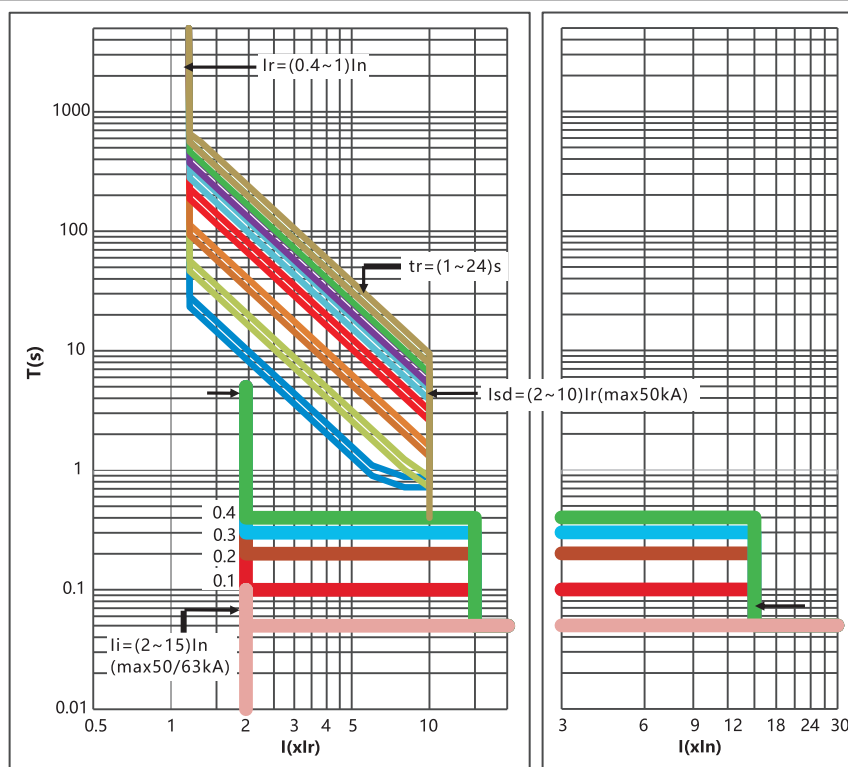 Ir=(0.4~1)In
1000
100
tr=(1~24)s
10
T(s)
Isd=(2~10)Ir(max50kA)
1
0.4
0.3
0.2
0.1
0.1
Ii=(2~15)In
(max50/63kA)
0.01
0.5 1 2 3 4 5 10
I(xIr)
3 6 9 12 18 24 30
I(xIn)